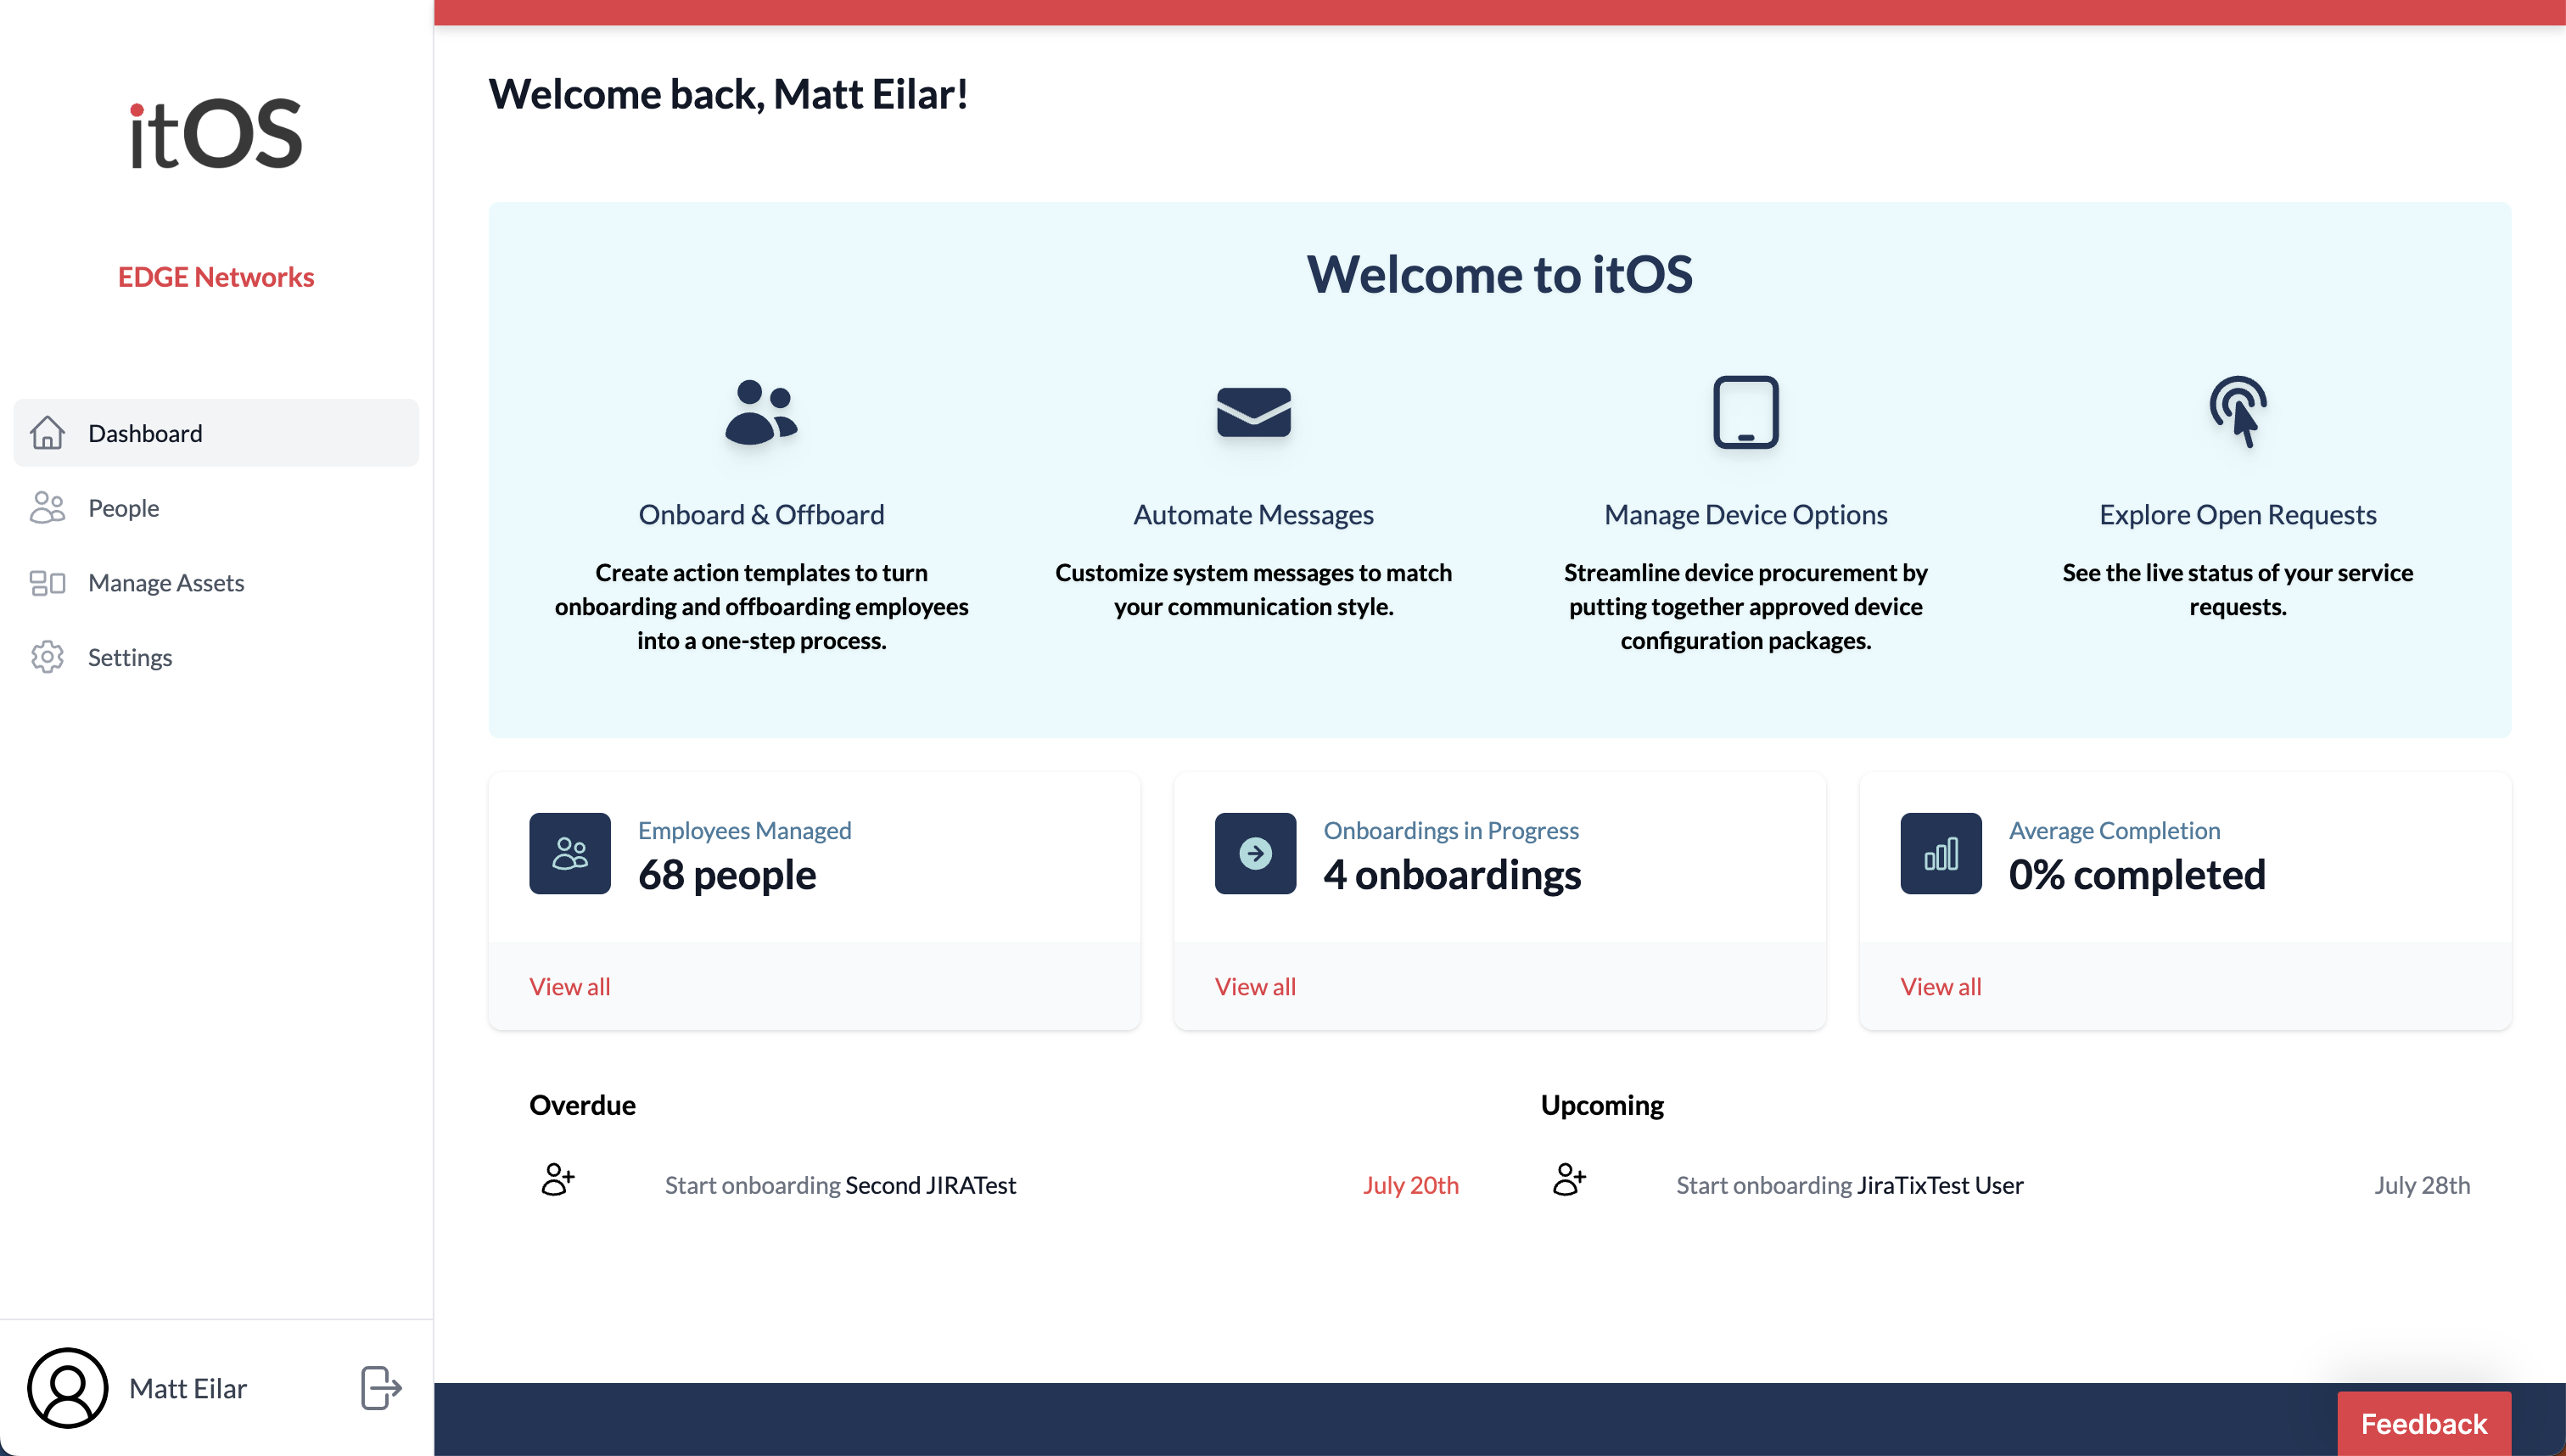 itOS
EDGE Networks
Dashboard
People
Manage Assets
Settings
Matt Eilar
Welcome back, Matt Eilar!
Welcome to itOS
Onboard & Offboard
Create action templates to turn
onboarding and offboarding employees
into a one-step process.
Automate Messages
Customize system messages to match
your communication style.
Manage Device Options
Streamline device procurement by
putting together approved device
configuration packages.
Explore Open Requests
See the live status of your service
requests.
Employees Managed
68 people
View all
Onboardings in Progress
4 onboardings
View all
Average Completion
0% completed
View all
Overdue
Start onboarding Second JIRATest July 20th
Upcoming
Start onboarding JiraTixTest User July 28th
Feedback